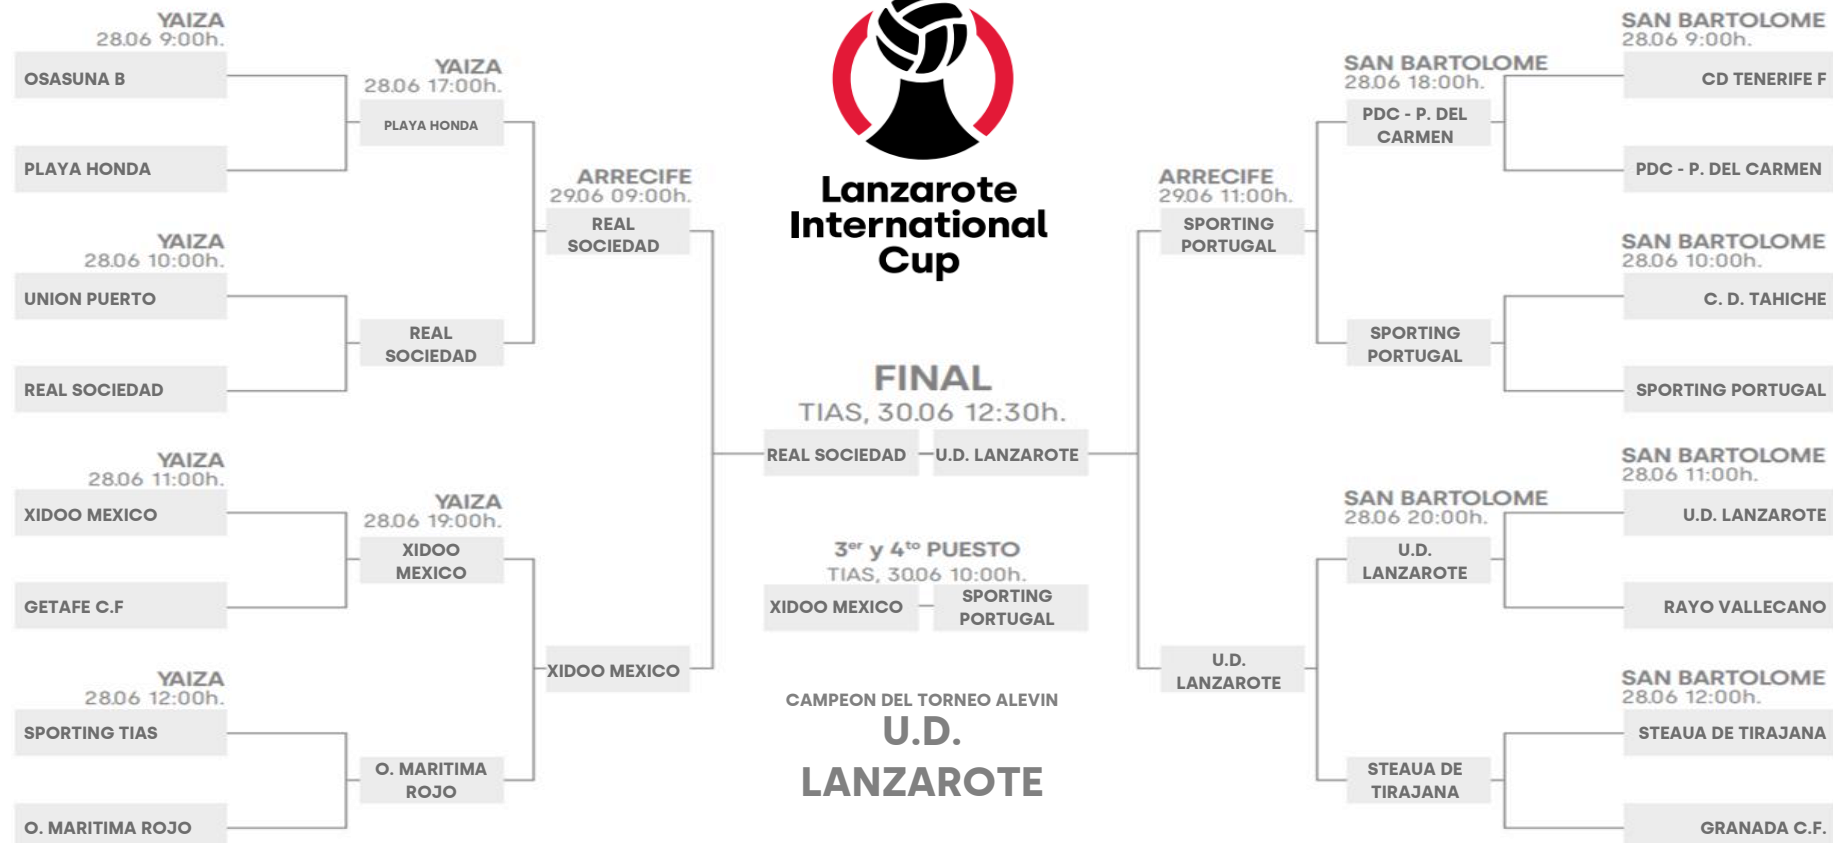 YAIZA
28.06 9:00h.
OSASUNA B
PLAYA HONDA
YAIZA
28.06 10:00h.
UNION PUERTO
REAL SOCIEDAD
YAIZA
28.06 11:00h.
XIDOO MEXICO
GETAFE C.F
YAIZA
28.06 12:00h.
SPORTING TIAS
O. MARITIMA ROJO
YAIZA
28.06 17:00h.
PLAYA HONDA
REAL
SOCIEDAD
YAIZA
28.06 19:00h.
XIDOO
MEXICO
O. MARITIMA
ROJO
ARRECIFE
29.06 09:00h.
REAL
SOCIEDAD
XIDOO MEXICO
Lanzarote
International
Cup
FINAL
TIAS, 30.06 12:30h.
REAL SOCIEDAD
U.D. LANZAROTE
3er y 4to PUESTO
TIAS, 30.06 10:00h.
XIDOO MEXICO
SPORTING
PORTUGAL
CAMPEON DEL TORNEO ALEVIN
U.D.
LANZAROTE
ARRECIFE
29.06 11:00h.
SPORTING
PORTUGAL
U.D.
LANZAROTE
SAN BARTOLOME
28.06 18:00h.
PDC - P. DEL
CARMEN
SPORTING
PORTUGAL
SAN BARTOLOME
28.06 20:00h.
U.D.
LANZAROTE
STEAUA DE
TIRAJANA
SAN BARTOLOME
28.06 9:00h.
CD TENERIFE F
PDC - P. DEL CARMEN
SAN BARTOLOME
28.06 10:00h.
C. D. TAHICHE
SPORTING PORTUGAL
SAN BARTOLOME
28.06 11:00h.
U.D. LANZAROTE
RAYO VALLECANO
SAN BARTOLOME
28.06 12:00h.
STEAUA DE TIRAJANA
GRANADA C.F.